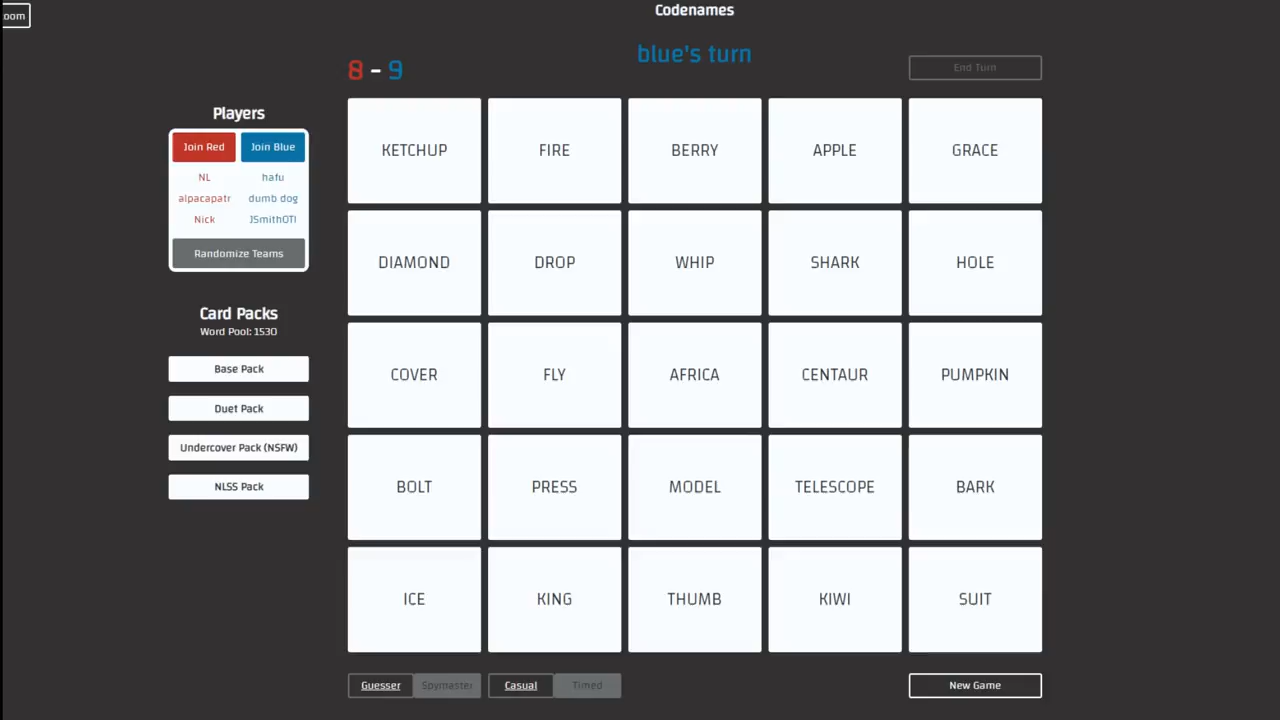 oom
Codenames
blue's turn
8 - 9
End Turn
Players
Join Red Join Blue
NL hafu
alpacapatr dumb dog
Nick JSmithOTI
Randomize Teams
Card Packs
Word Pool: 1530
Base Pack
Duet Pack
Undercover Pack (NSFW)
NLSS Pack
KETCHUP FIRE BERRY APPLE GRACE
DIAMOND DROP WHIP SHARK HOLE
COVER FLY AFRICA CENTAUR PUMPKIN
BOLT PRESS MODEL TELESCOPE BARK
ICE KING THUMB KIWI SUIT
Guesser Spymaster Casual Timed New Game